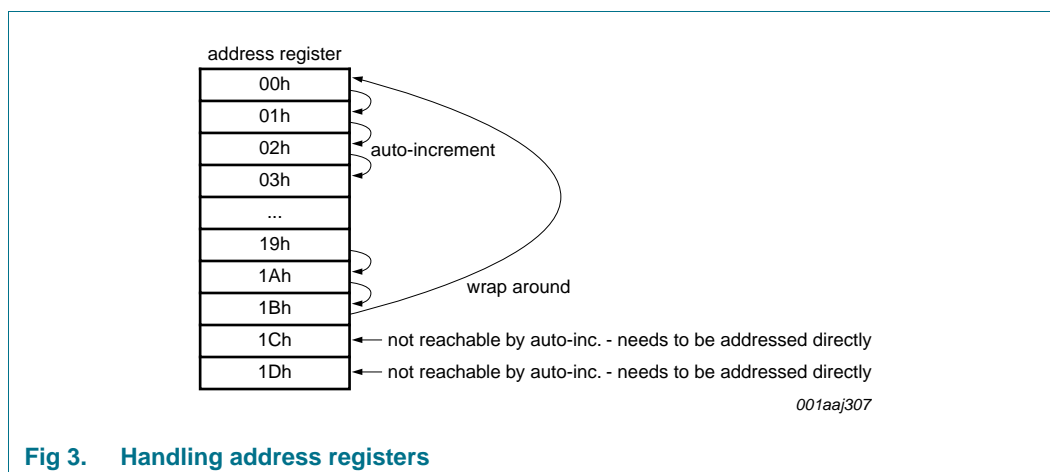 address register
00h
01h
02h
auto-increment
03h
...
19h
1Ah
wrap around
1Bh
1Ch
not reachable by auto-inc. - needs to be addressed directly
1Dh
not reachable by auto-inc. - needs to be addressed directly
001aaj307
Fig 3. Handling address registers